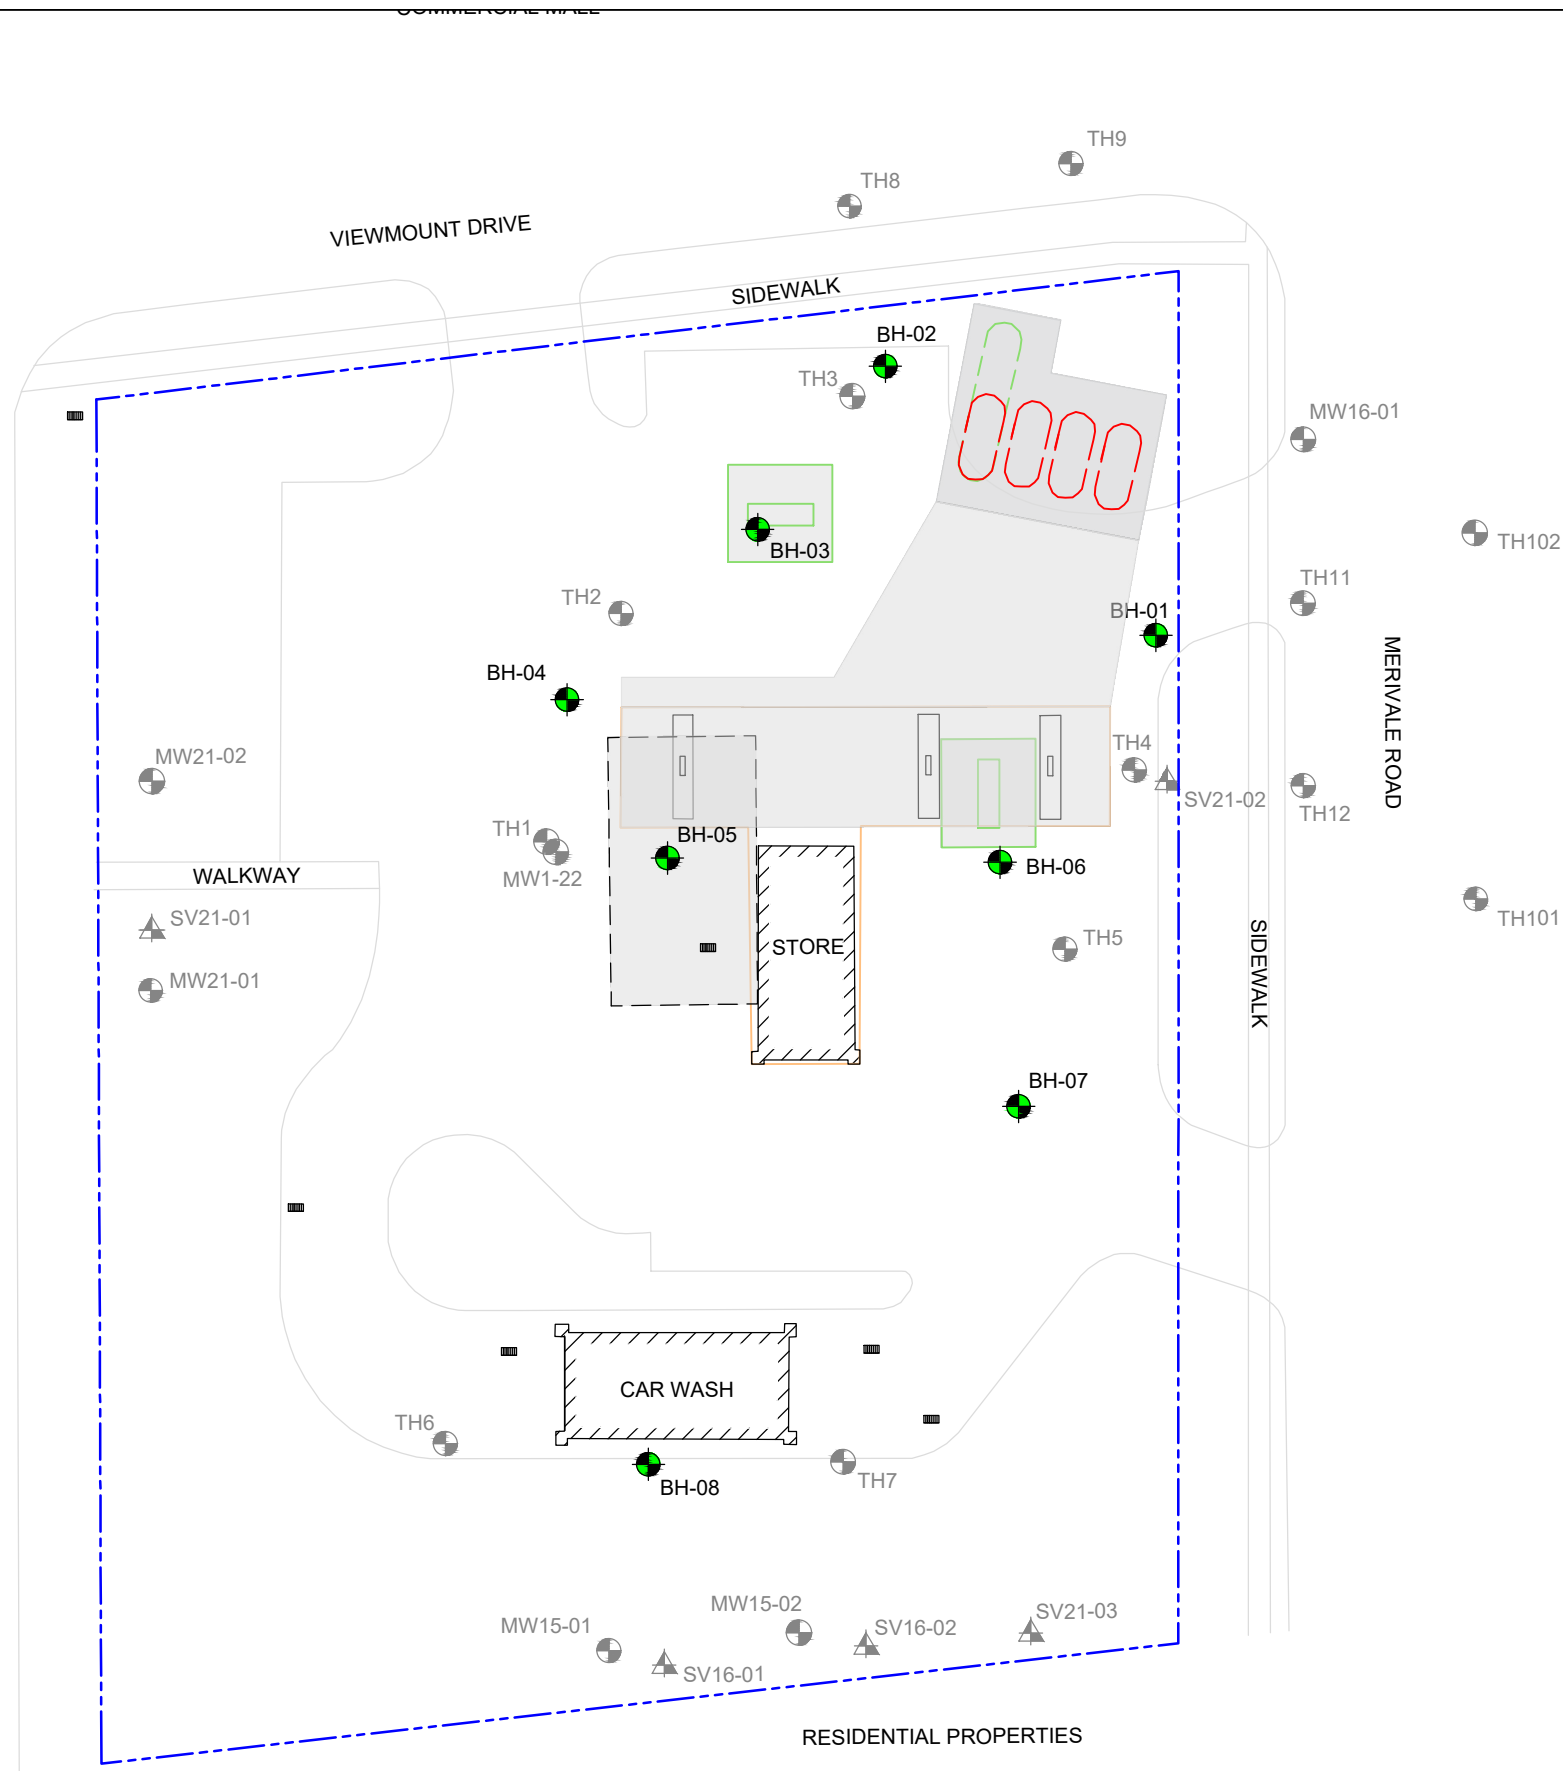 COMMERCIAL MALL
TH9
TH8
VIEWMOUNT DRIVE
SIDEWALK
BH-02
TH3
MW16-01
TH102
BH-03
TH11
TH2
BH-01
MERIVALE ROAD
BH-04
TH4
MW21-02
SV21-02
TH12
TH1
BH-05
BH-06
WALKWAY
MW1-22
SV21-01
TH101
TH5
STORE
SIDEWALK
MW21-01
BH-07
CAR WASH
TH6
TH7
BH-08
MW15-02
SV21-03
MW15-01
SV16-02
SV16-01
RESIDENTIAL PROPERTIES